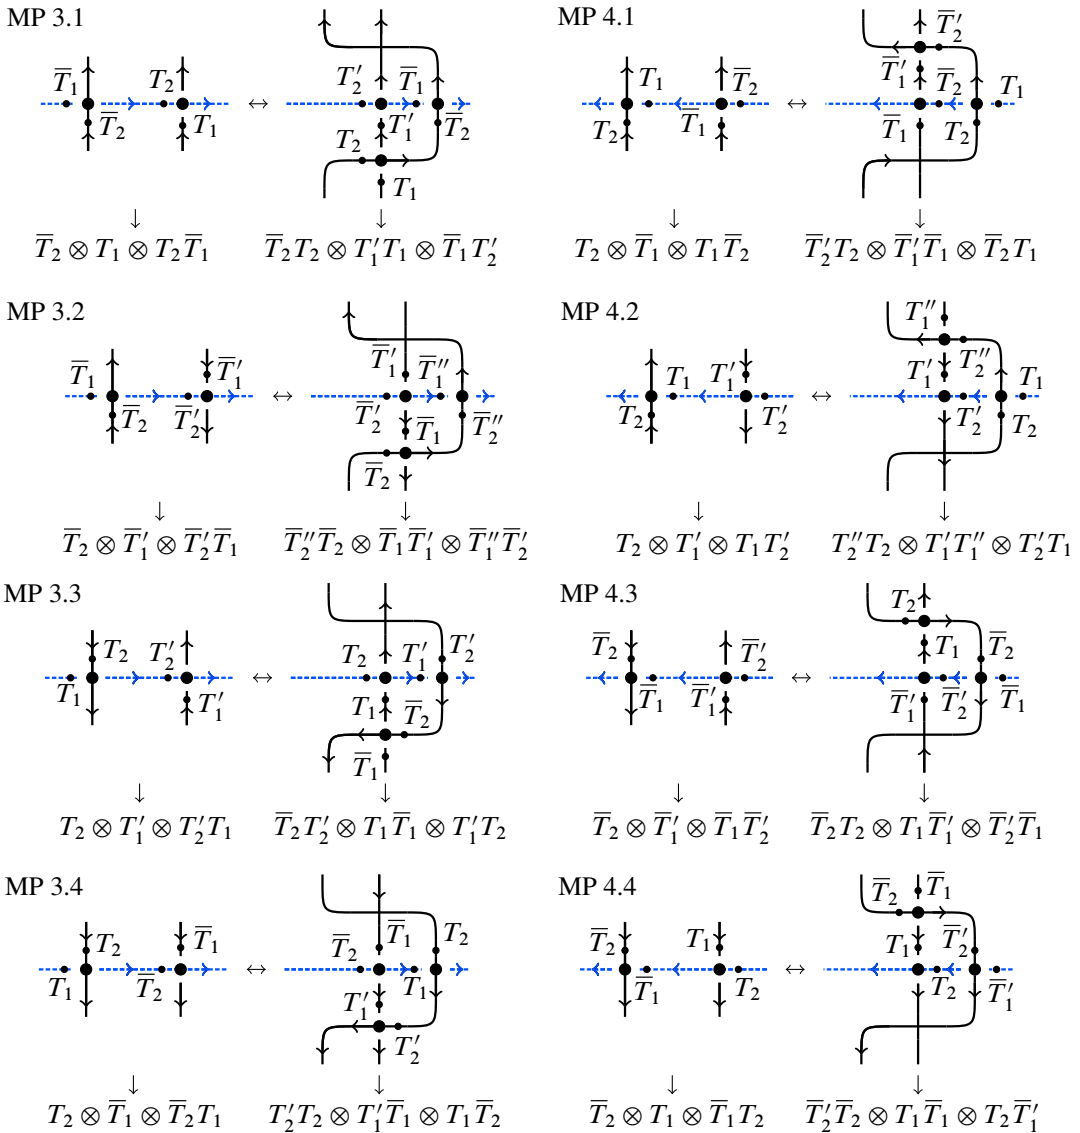 MP 3.1
T̅₁ T₂ T₂′ T̅₁
↔
T̅₂ T₁ T₁′ T̅₂
T₂
T₁
↓ ↓
T̅₂ ⊗ T₁ ⊗ T₂T̅₁ T̅₂T₂ ⊗ T₁′T₁ ⊗ T̅₁T₂′
MP 4.1
T̅₂′
T₁ T̅₂ T̅₁′ T̅₂ T₁
↔
T₂ T̅₁ T̅₁ T₂
↓ ↓
T₂ ⊗ T̅₁ ⊗ T₁T̅₂ T̅₂′T₂ ⊗ T̅₁′T̅₁ ⊗ T̅₂T₁
MP 3.2
T̅₁ T̅₁′ T̅₁′ T̅₁″
↔
T̅₂ T̅₂′ T̅₂′ T̅₁ T̅₂″
T̅₂
↓ ↓
T̅₂ ⊗ T̅₁′ ⊗ T̅₂′T̅₁ T̅₂″T̅₂ ⊗ T̅₁T̅₁′ ⊗ T̅₁″T̅₂′
MP 4.2
T₁″
T₂″
T₁ T₁′ T₁′ T₁
↔
T₂ T₂′ T₂′ T₂
↓ ↓
T₂ ⊗ T₁′ ⊗ T₁T₂′ T₂″T₂ ⊗ T₁′T₁″ ⊗ T₂′T₁
MP 3.3
T₂ T₂′ T₂ T₁′ T₂′
↔
T₁ T₁′ T₁ T̅₂
T̅₁
↓ ↓
T₂ ⊗ T₁′ ⊗ T₂′T₁ T̅₂T₂′ ⊗ T₁T̅₁ ⊗ T₁′T₂
MP 4.3
T₂
T̅₂ T̅₂′ T₁ T̅₂
↔
T̅₁ T̅₁′ T̅₁′ T̅₂′ T̅₁
↓ ↓
T̅₂ ⊗ T̅₁′ ⊗ T̅₁T̅₂′ T̅₂T₂ ⊗ T₁T̅₁′ ⊗ T̅₂′T̅₁
MP 3.4
T₂ T̅₁ T̅₂ T̅₁ T₂
↔
T₁ T̅₂ T₁′ T₁
T₂′
↓ ↓
T₂ ⊗ T̅₁ ⊗ T̅₂T₁ T₂′T₂ ⊗ T₁′T̅₁ ⊗ T₁T̅₂
MP 4.4
T̅₂ T̅₁
T̅₂ T₁ T₁ T̅₂′
↔
T̅₁ T₂ T₂ T̅₁′
↓ ↓
T̅₂ ⊗ T₁ ⊗ T̅₁T₂ T̅₂′T̅₂ ⊗ T₁T̅₁ ⊗ T₂T̅₁′